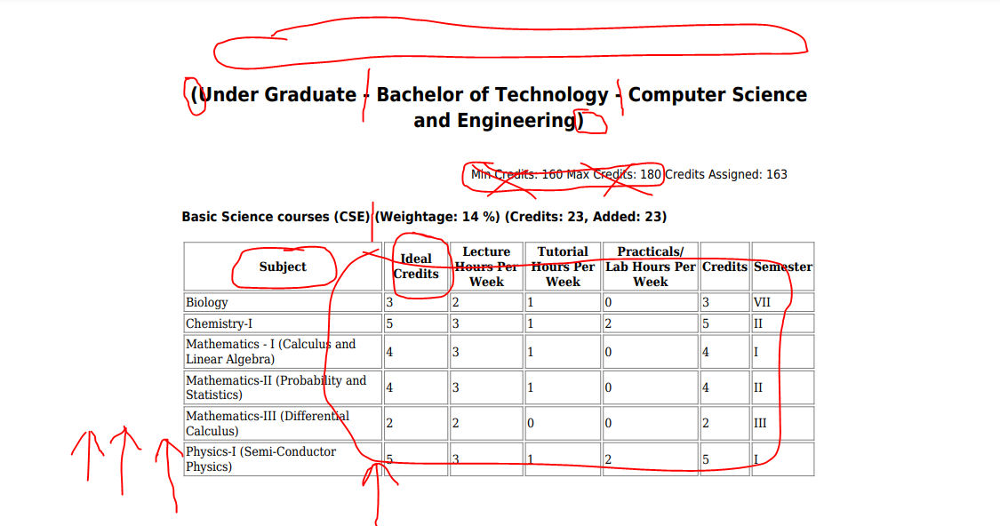 (Under Graduate - Bachelor of Technology - Computer Science
and Engineering)
Min Credits: 160 Max Credits: 180 Credits Assigned: 163
Basic Science courses (CSE) (Weightage: 14 %) (Credits: 23, Added: 23)
Subject Ideal Credits Lecture Hours Per Week Tutorial Hours Per Week Practicals/ Lab Hours Per Week Credits Semester
Biology 3 2 1 0 3 VII
Chemistry-I 5 3 1 2 5 II
Mathematics - I (Calculus and Linear Algebra) 4 3 1 0 4 I
Mathematics-II (Probability and Statistics) 4 3 1 0 4 II
Mathematics-III (Differential Calculus) 2 2 0 0 2 III
Physics-I (Semi-Conductor Physics) 5 3 1 2 5 I